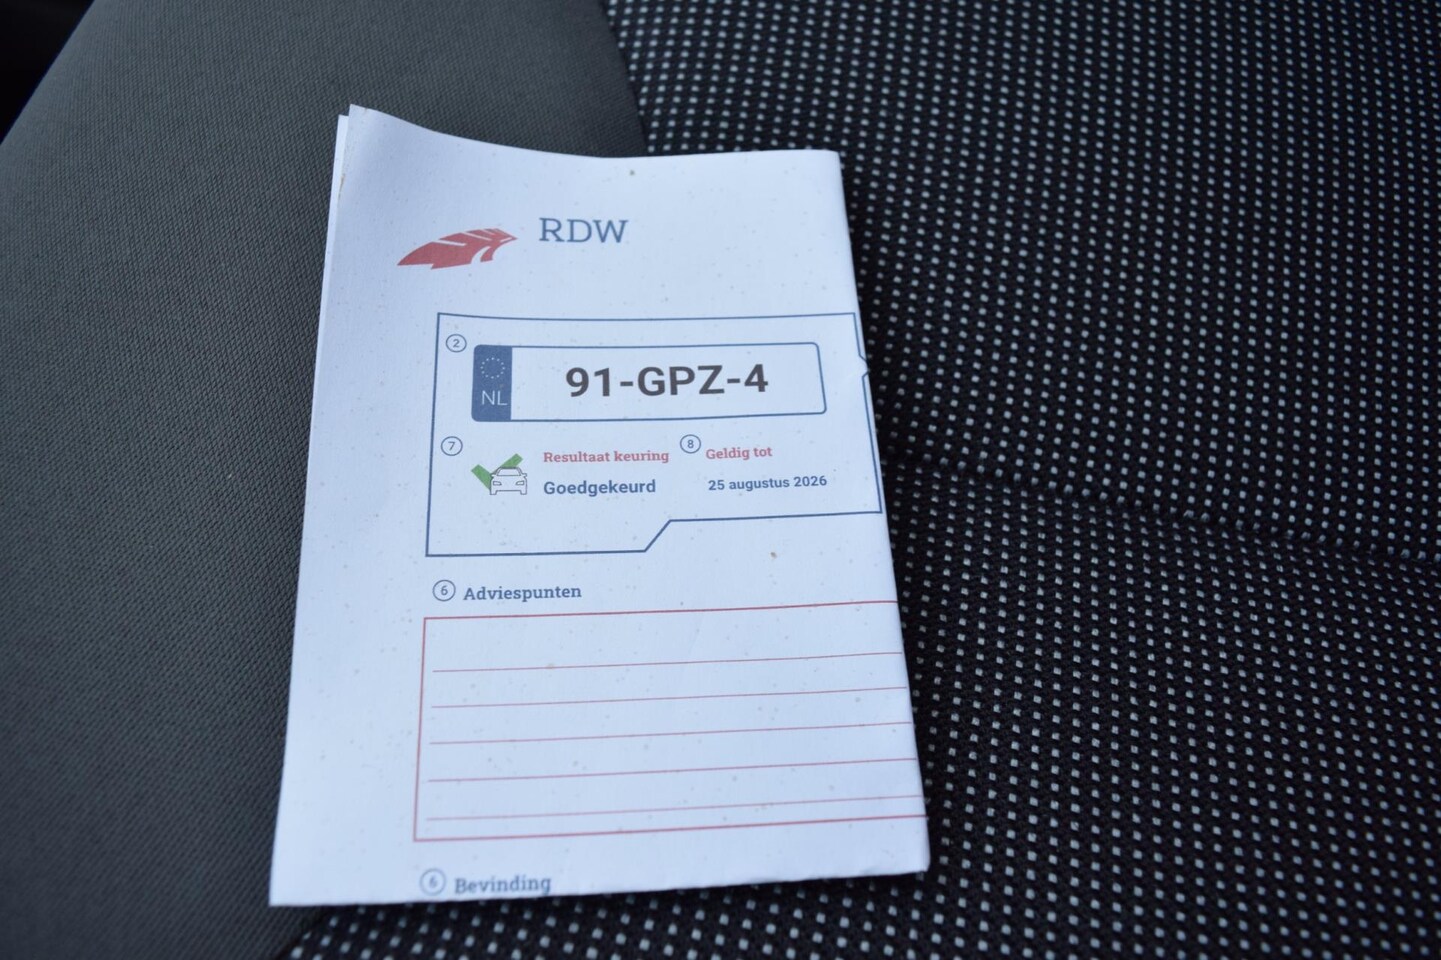 RDW
2
NL
91-GPZ-4
7
Resultaat keuring
Goedgekeurd
8
Geldig tot
25 augustus 2026
6 Adviespunten
6 Bevinding